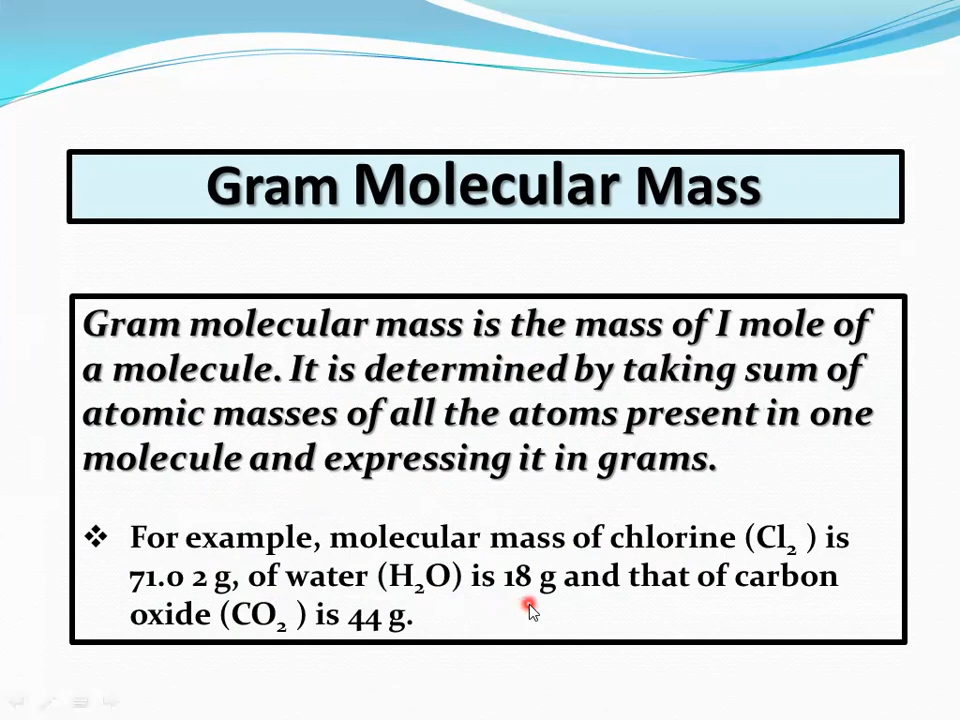 Gram Molecular Mass
Gram molecular mass is the mass of I mole of
a molecule. It is determined by taking sum of
atomic masses of all the atoms present in one
molecule and expressing it in grams.
❖ For example, molecular mass of chlorine (Cl₂ ) is
71.0 2 g, of water (H₂O) is 18 g and that of carbon
oxide (CO₂ ) is 44 g.